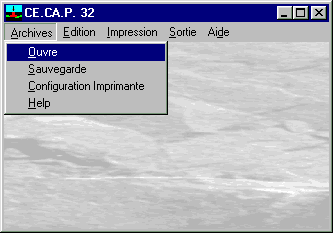 CE.CA.P. 32
Archives Edition Impression Sortie Aide
Ouvre
Sauvegarde
Configuration Imprimante
Help